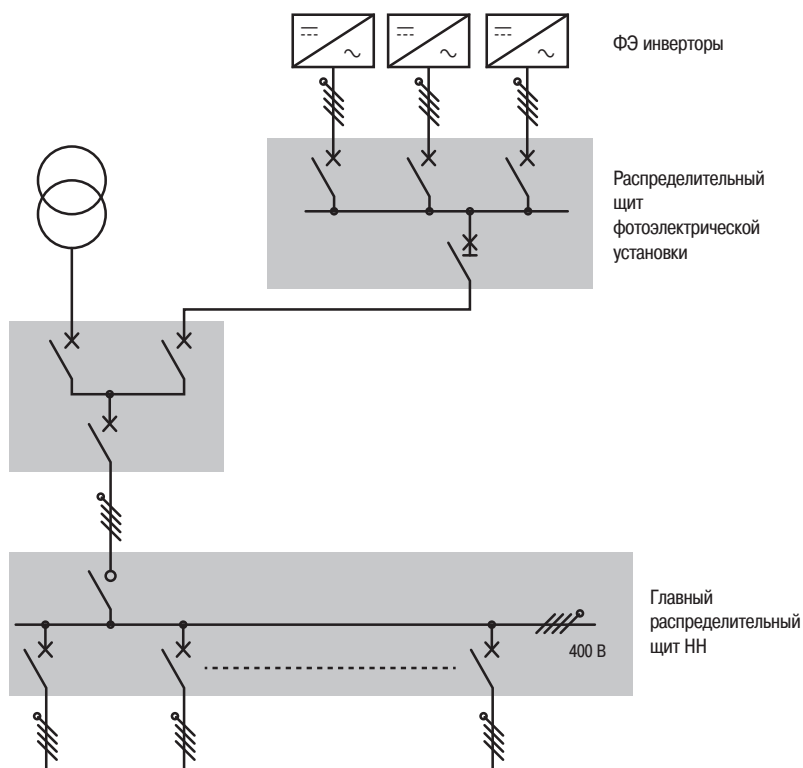 ФЭ инверторы
Распределительный
щит
фотоэлектрической
установки
Главный
распределительный
щит НН
400 В